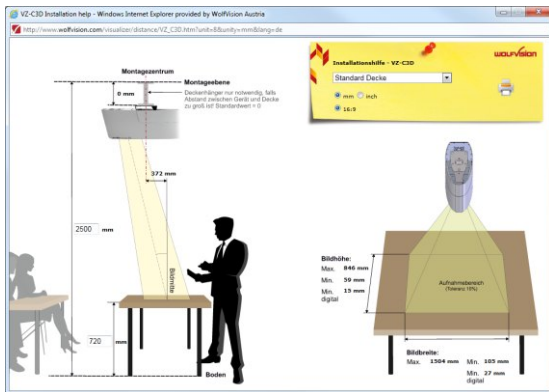 VZ-C3D Installation help - Windows Internet Explorer provided by WolfVision Austria
http://www.wolfvision.com/visualizer/distance/VZ_C3D.htm?unit=8&unity=mm&lang=de
Montagezentrum
Montageebene
0 mm
Deckenhänger nur notwendig, falls
Abstand zwischen Gerät und Decke
zu groß ist! Standardwert = 0
372 mm
2500 mm
Bildmitte
720 mm
Boden
Installationshilfe - VZ-C3D
WOLFVISION
Standard Decke
mm inch
16:9
Bildhöhe:
Max. 846 mm
Min. 59 mm
Min. 15 mm
digital
Aufnahmebereich
(Toleranz ±5%)
Bildbreite:
Max. 1504 mm Min. 105 mm
Min. 27 mm
digital